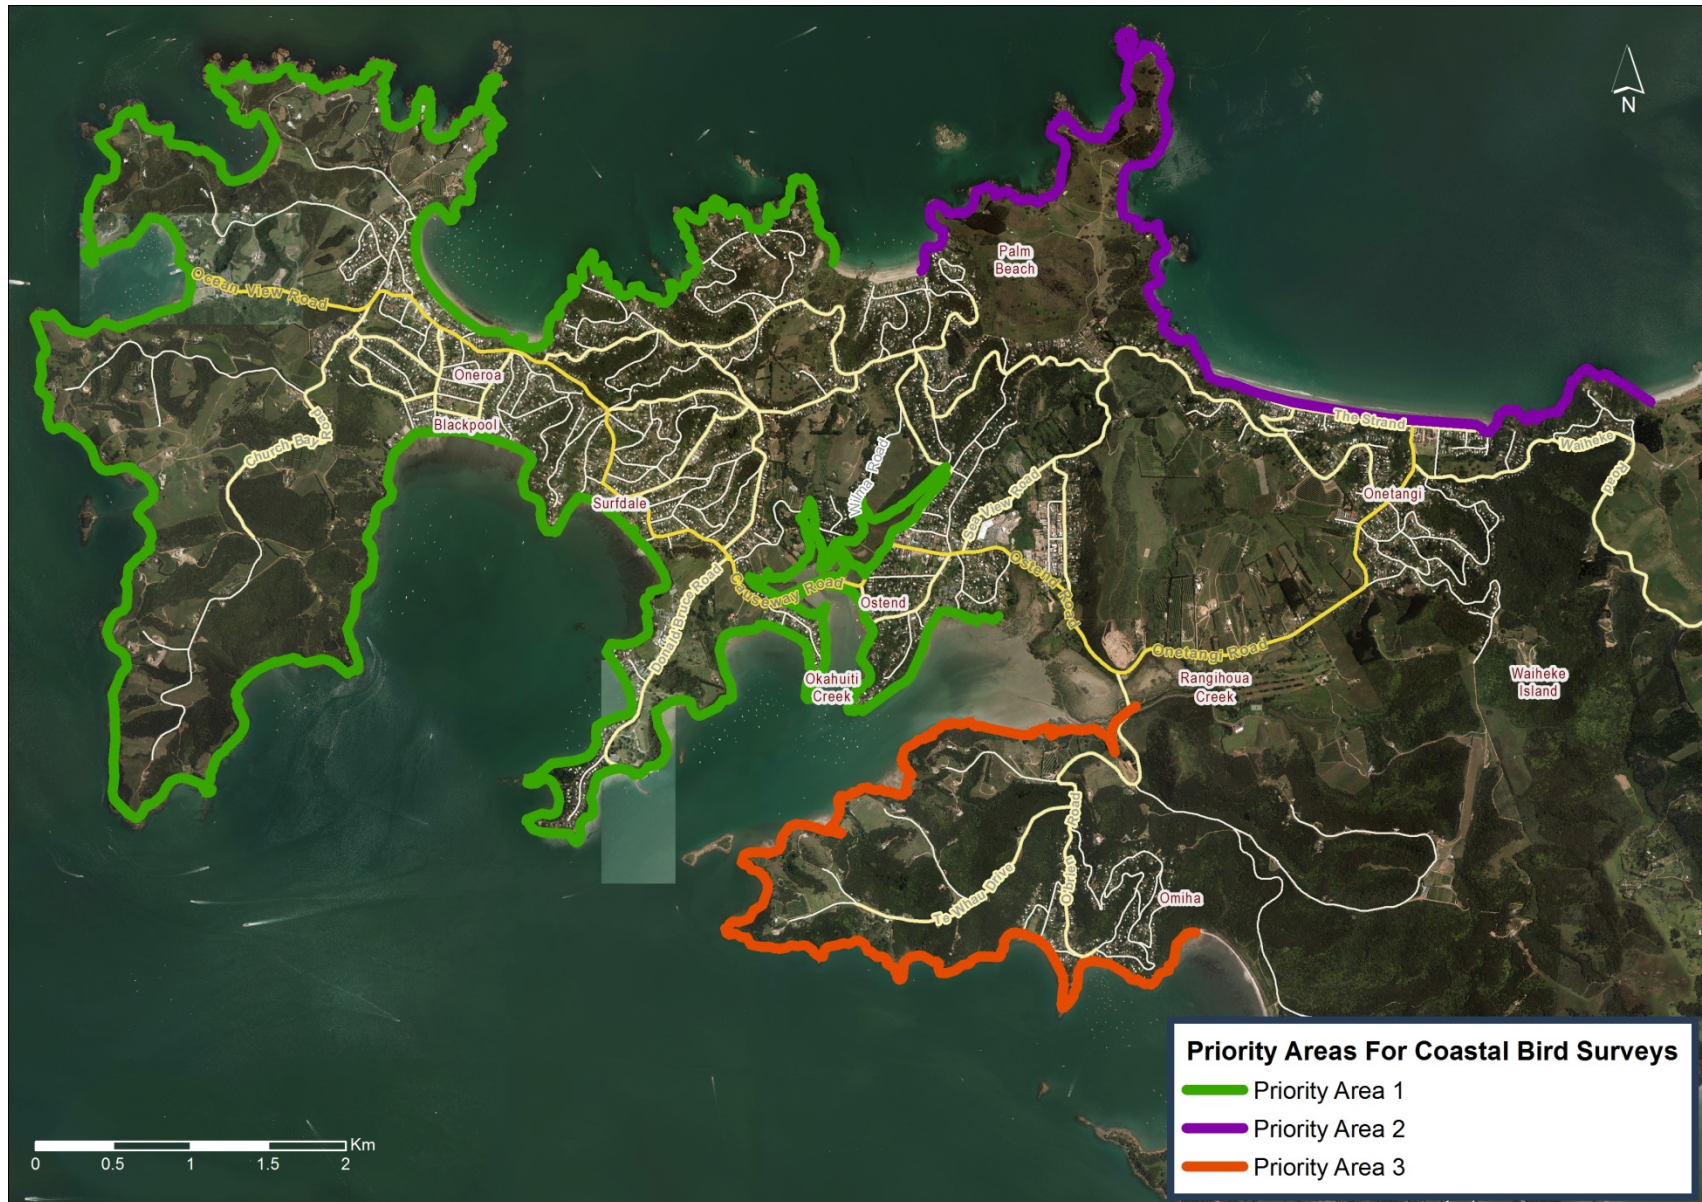 N
Palm
Beach
Ocean View Road
Oneroa
Blackpool
Church Bay Road
The Strand
Waiheke
Road
Onetangi
Wilma Road
Sea View Road
Surfdale
Ostend Road
Causeway Road
Donald Bruce Road
Ostend
Onetangi Road
Okahuiti
Creek
Rangihoua
Creek
Waiheke
Island
O'Brien Road
Te Whau Drive
Omiha
Priority Areas For Coastal Bird Surveys
Priority Area 1
Priority Area 2
Priority Area 3
Km
0 0.5 1 1.5 2